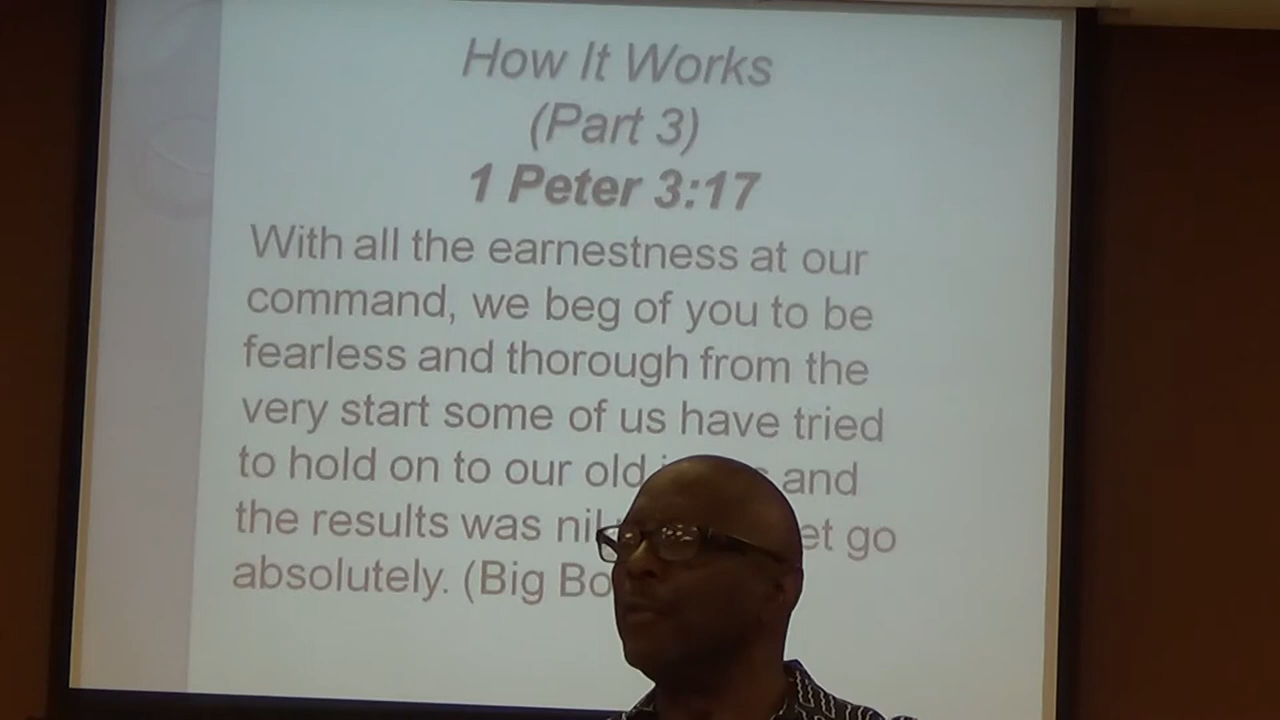 How It Works
(Part 3)
1 Peter 3:17
With all the earnestness at our
command, we beg of you to be
fearless and thorough from the
very start some of us have tried
to hold on to our old and
the results was nil go
absolutely. (Big